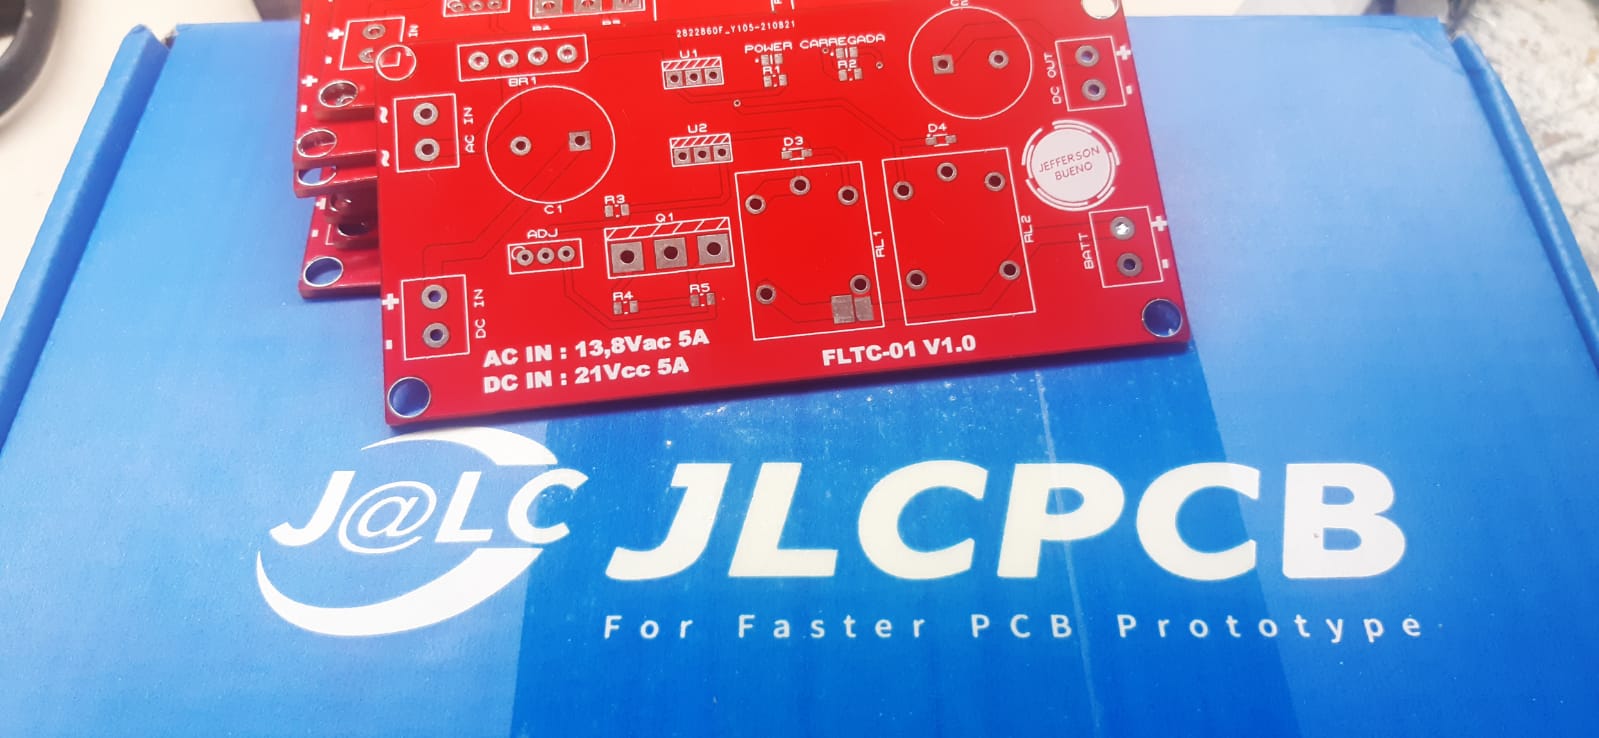 2822860F_Y105-210821
C2
U1
POWER CARREGADA
R1
R2
BR1
~
~
AC IN
DC OUT
+
-
U2
D3
D4
JEFFERSON
BUENO
C1
R3
Q1
ADJ
RL1
RL2
BATT
+
-
R4
R5
+
-
DC IN
AC IN : 13,8Vac 5A
DC IN : 21Vcc 5A
FLTC-01 V1.0
IN
+
-
J@LC JLCPCB
For Faster PCB Prototype